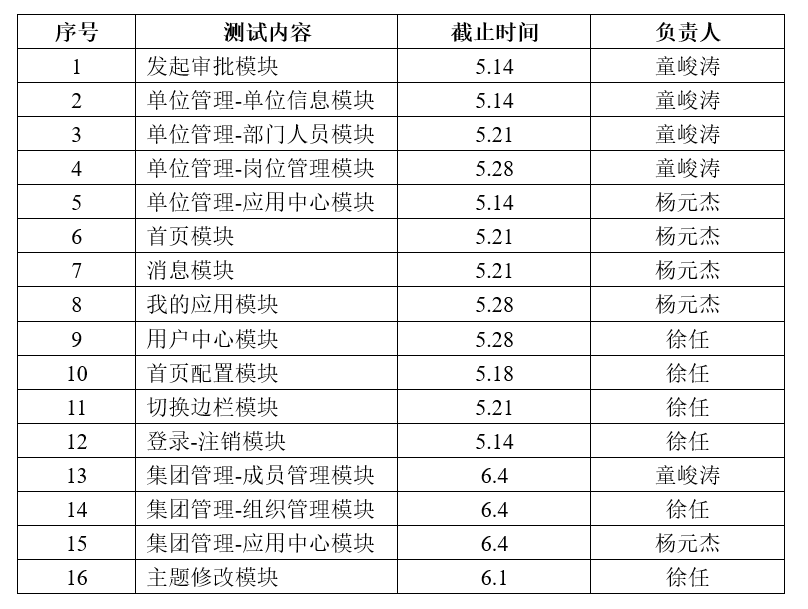 序号 测试内容 截止时间 负责人
1 发起审批模块 5.14 童峻涛
2 单位管理-单位信息模块 5.14 童峻涛
3 单位管理-部门人员模块 5.21 童峻涛
4 单位管理-岗位管理模块 5.28 童峻涛
5 单位管理-应用中心模块 5.14 杨元杰
6 首页模块 5.21 杨元杰
7 消息模块 5.21 杨元杰
8 我的应用模块 5.28 杨元杰
9 用户中心模块 5.28 徐任
10 首页配置模块 5.18 徐任
11 切换边栏模块 5.21 徐任
12 登录-注销模块 5.14 徐任
13 集团管理-成员管理模块 6.4 童峻涛
14 集团管理-组织管理模块 6.4 徐任
15 集团管理-应用中心模块 6.4 杨元杰
16 主题修改模块 6.1 徐任